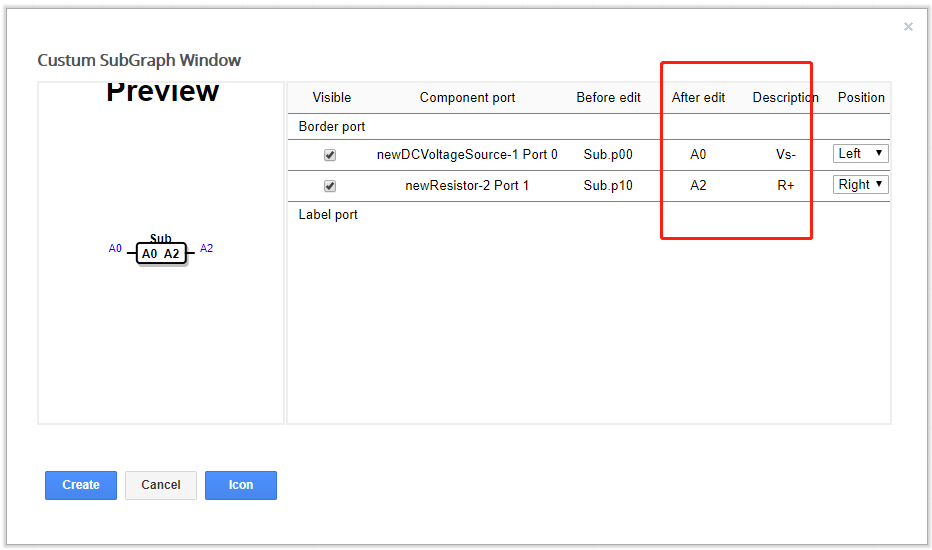 ×
Custum SubGraph Window
Preview
Visible Component port Before edit After edit Description Position
Border port
newDCVoltageSource-1 Port 0 Sub.p00 A0 Vs- Left ▼
newResistor-2 Port 1 Sub.p10 A2 R+ Right ▼
Label port
Sub
A0 A0 A2 A2
Create Cancel Icon